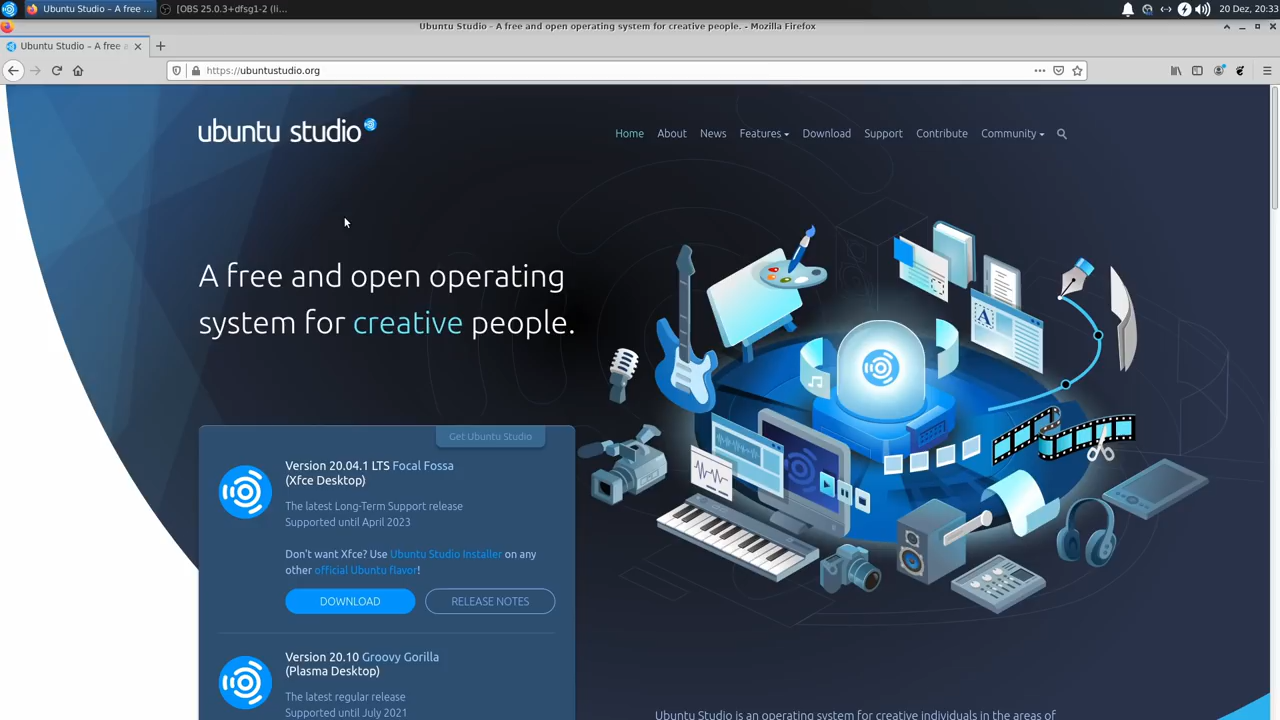 Ubuntu Studio – A free ...
[OBS 25.0.3+dfsg1-2 (li...
20 Dez, 20:33
Ubuntu Studio – A free and open operating system for creative people. - Mozilla Firefox
Ubuntu Studio – A free a
https://ubuntustudio.org
ubuntu studio
Home
About
News
Features
Download
Support
Contribute
Community
A free and open operating
system for creative people.
Get Ubuntu Studio
Version 20.04.1 LTS Focal Fossa
(Xfce Desktop)
The latest Long-Term Support release
Supported until April 2023
Don't want Xfce? Use Ubuntu Studio Installer on any
other official Ubuntu flavor!
DOWNLOAD
RELEASE NOTES
Version 20.10 Groovy Gorilla
(Plasma Desktop)
The latest regular release
Supported until July 2021
A
Ubuntu Studio is an operating system for creative individuals in the areas of